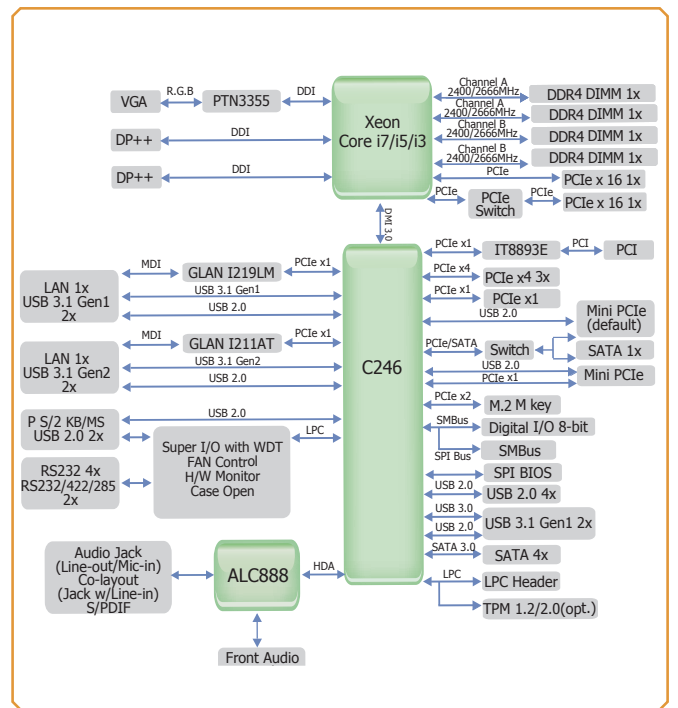 VGA
R.G.B
PTN3355
DDI
DP++
DDI
DP++
DDI
Xeon
Core i7/i5/i3
Channel A
2400/2666MHz
DDR4 DIMM 1x
Channel A
2400/2666MHz
DDR4 DIMM 1x
Channel B
2400/2666MHz
DDR4 DIMM 1x
Channel B
2400/2666MHz
DDR4 DIMM 1x
PCIe
PCIe x 16 1x
PCIe
PCIe
Switch
PCIe
PCIe x 16 1x
DMI 3.0
C246
LAN 1x
USB 3.1 Gen1
2x
MDI
GLAN I219LM
PCIe x1
USB 3.1 Gen1
USB 2.0
LAN 1x
USB 3.1 Gen2
2x
MDI
GLAN I211AT
PCIe x1
USB 3.1 Gen2
USB 2.0
P S/2 KB/MS
USB 2.0 2x
USB 2.0
Super I/O with WDT
FAN Control
H/W Monitor
Case Open
LPC
RS232 4x
RS232/422/285
2x
Audio Jack
(Line-out/Mic-in)
Co-layout
(Jack w/Line-in)
S/PDIF
ALC888
HDA
Front Audio
PCIe x1
IT8893E
PCI
PCI
PCIe x4
PCIe x4 3x
PCIe x1
PCIe x1
USB 2.0
Mini PCIe
(default)
PCIe/SATA
Switch
SATA 1x
USB 2.0
PCIe x1
Mini PCIe
PCIe x2
M.2 M key
SMBus
Digital I/O 8-bit
SPI Bus
SMBus
SPI BIOS
USB 2.0
USB 2.0 4x
USB 3.0
USB 2.0
USB 3.1 Gen1 2x
SATA 3.0
SATA 4x
LPC
LPC Header
TPM 1.2/2.0(opt.)